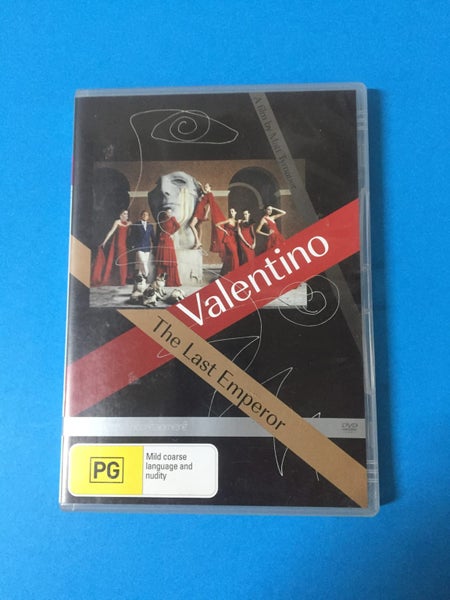 A film by Matt Tyrnauer
Valentino
The Last Emperor
DVD
PG
Mild coarse
language and
nudity